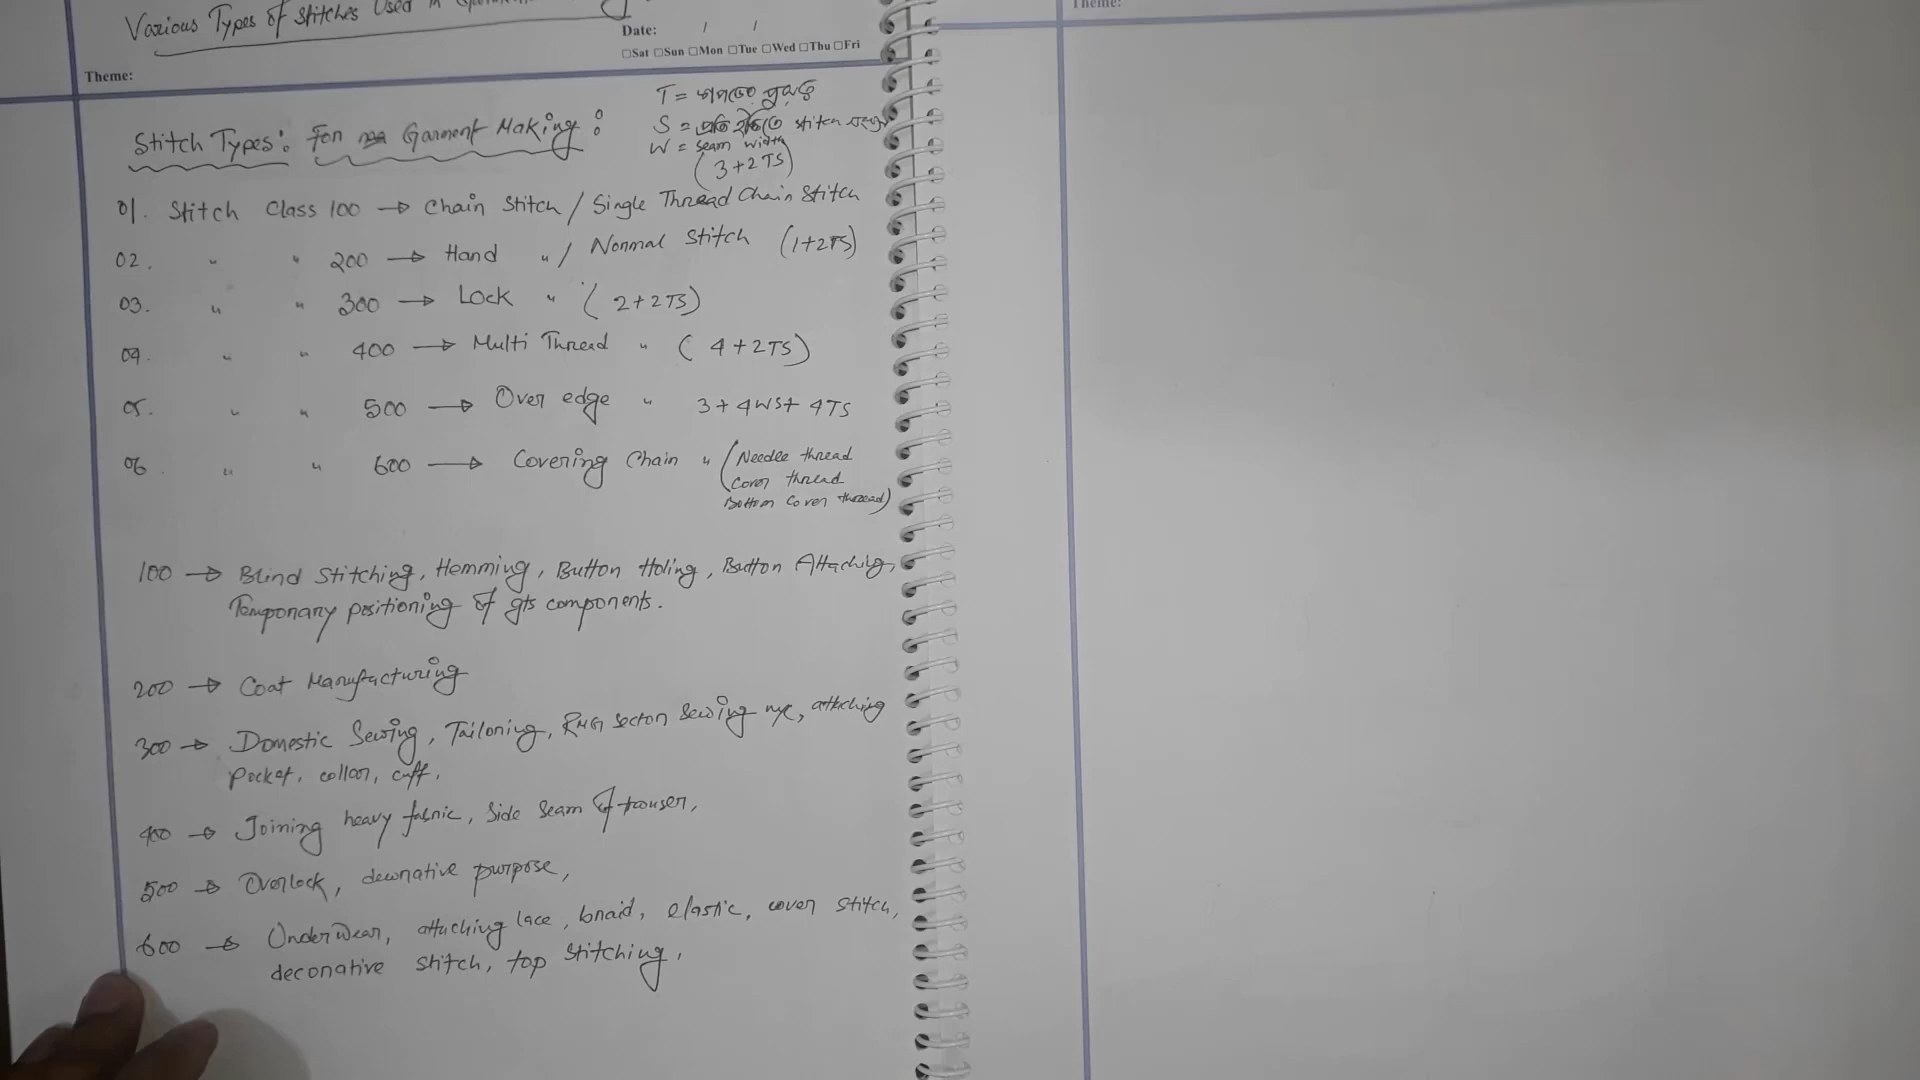 Various Types of Stitches Used in
Date: / /
Sat Sun Mon Tue Wed Thu Fri
Theme:
Theme:
T = কাপড়ের পুরুত্ব
S = প্রতি ইঞ্চিতে stitch সংখ্যা
W = Seam width
Stitch Types: For Garment Making:
(3+2TS)
01. Stitch Class 100 → Chain Stitch / Single Thread Chain Stitch
02. " " 200 → Hand " / Normal Stitch (1+2TS)
03. " " 300 → Lock " (2+2TS)
04. " " 400 → Multi Thread " (4+2TS)
05. " " 500 → Over edge " 3+4WS+4TS
06. " " 600 → Covering Chain " (Needle thread
Cover thread
Bottom Cover thread)
100 → Blind Stitching, Hemming, Button Holing, Button Attaching,
Temporary positioning of gts components.
200 → Coat Manufacturing
300 → Domestic Sewing, Tailoring, RMG Sector Sewing m/c, attaching
pocket, collar, cuff.
400 → Joining heavy fabric, Side Seam of trouser,
500 → Overlock, decorative purpose,
600 → Underwear, attaching lace, braid, elastic, cover stitch,
decorative stitch, top stitching,